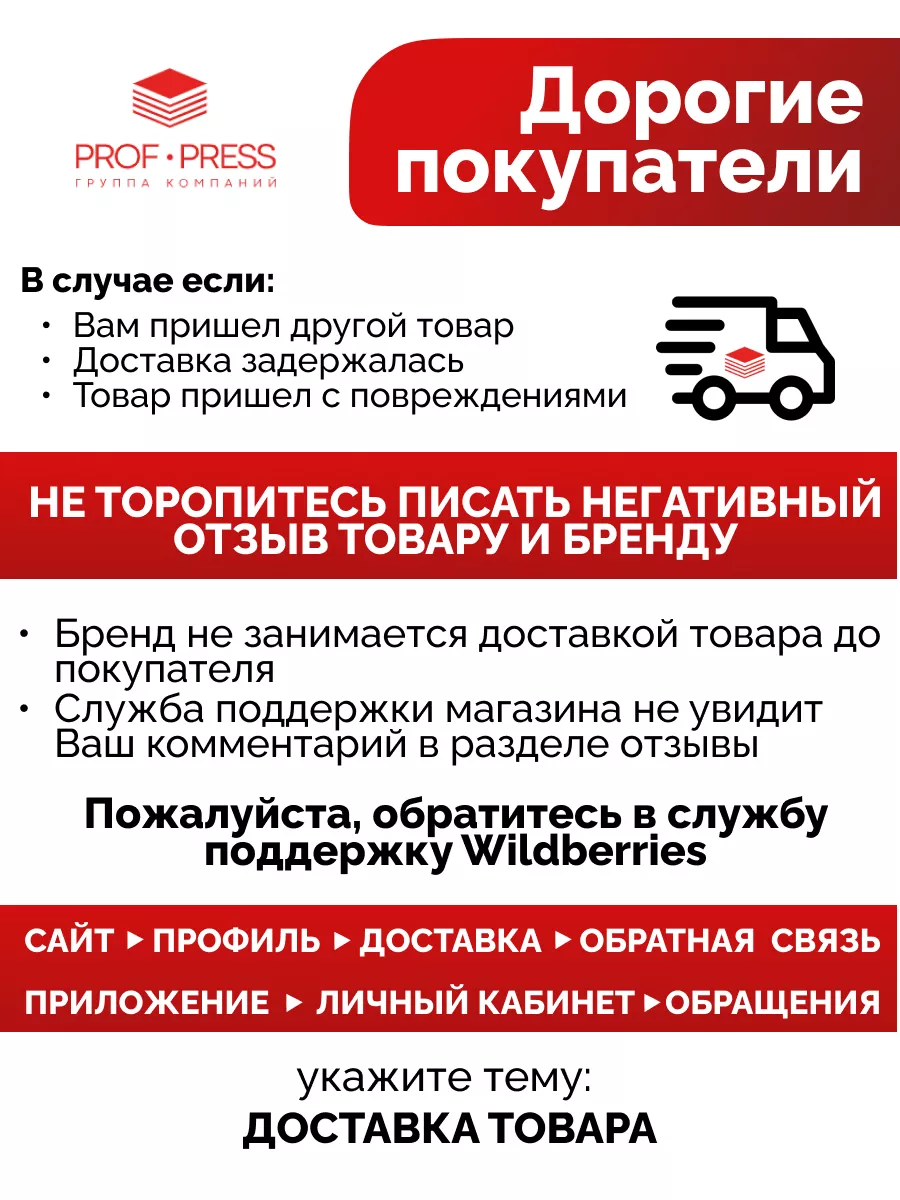 PROF • PRESS
ГРУППА КОМПАНИЙ
Дорогие
покупатели
В случае если:
• Вам пришел другой товар
• Доставка задержалась
• Товар пришел с повреждениями
НЕ ТОРОПИТЕСЬ ПИСАТЬ НЕГАТИВНЫЙ
ОТЗЫВ ТОВАРУ И БРЕНДУ
• Бренд не занимается доставкой товара до
покупателя
• Служба поддержки магазина не увидит
Ваш комментарий в разделе отзывы
Пожалуйста, обратитесь в службу
поддержку Wildberries
САЙТ ▶ ПРОФИЛЬ ▶ ДОСТАВКА ▶ ОБРАТНАЯ СВЯЗЬ
ПРИЛОЖЕНИЕ ▶ ЛИЧНЫЙ КАБИНЕТ ▶ ОБРАЩЕНИЯ
укажите тему:
ДОСТАВКА ТОВАРА